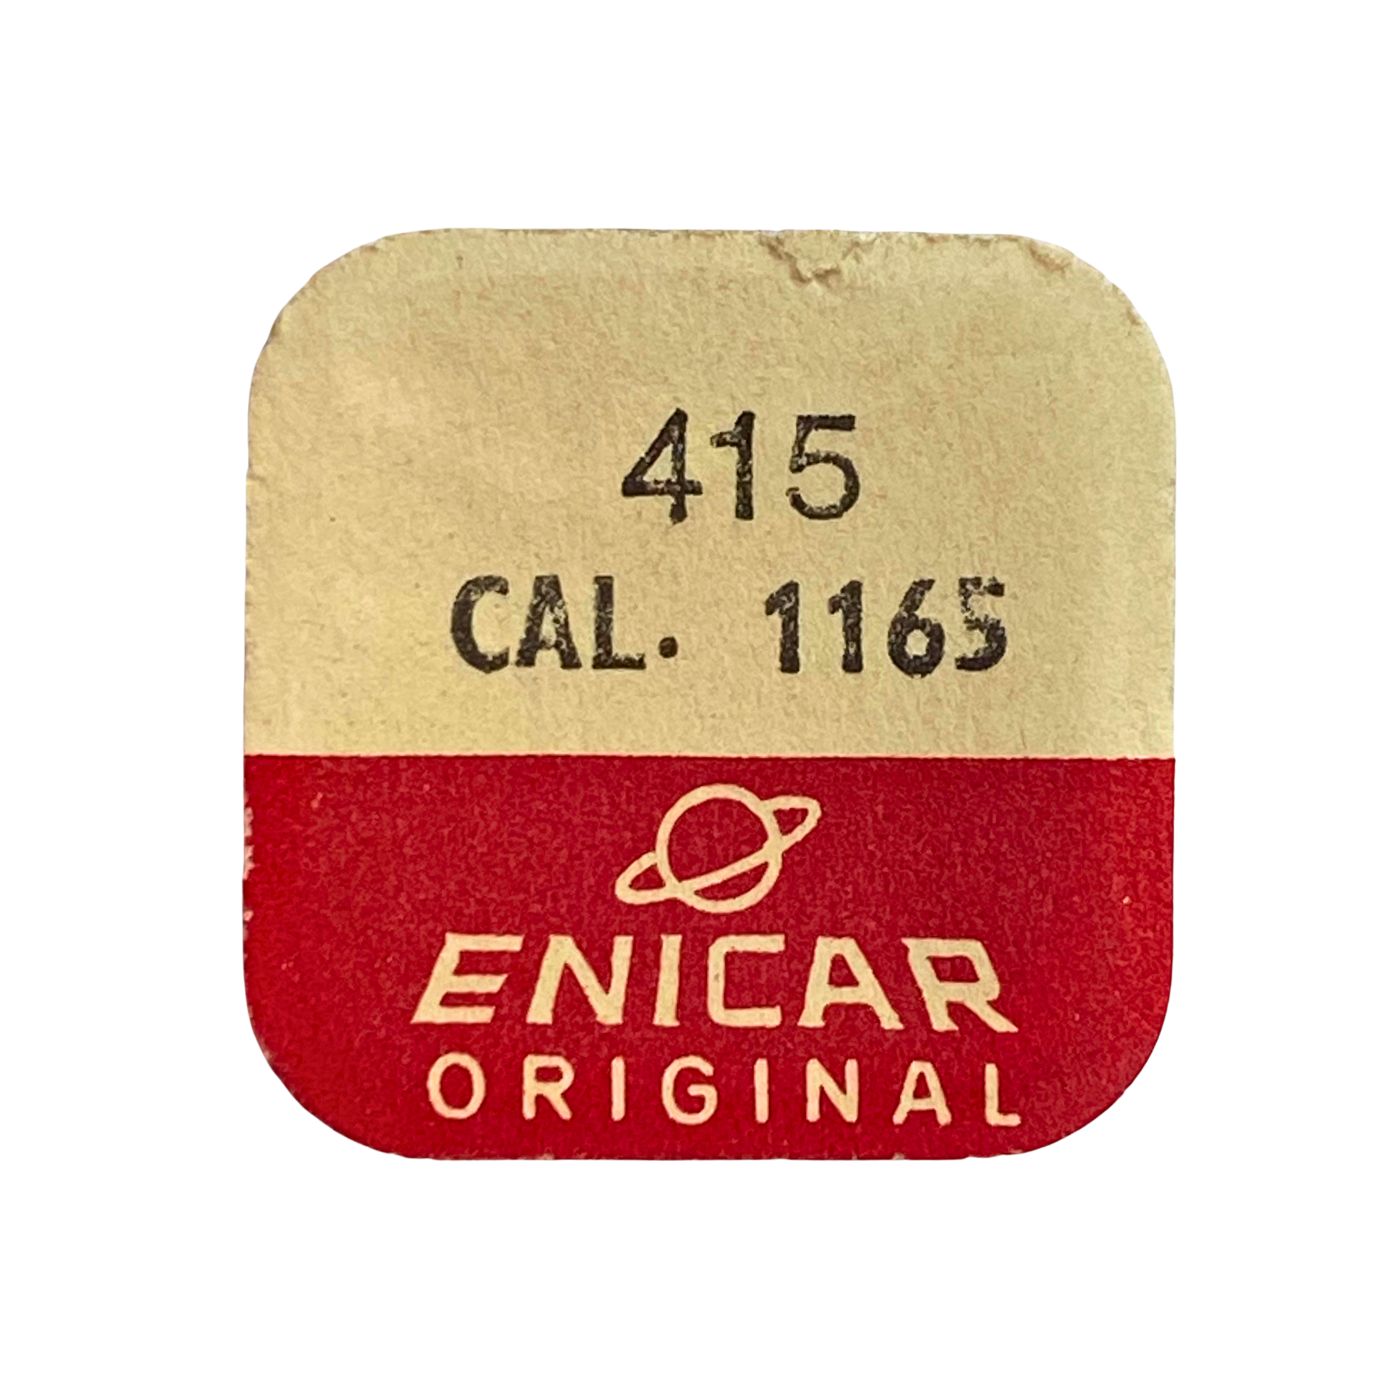 415
CAL. 1165
ENICAR
ORIGINAL